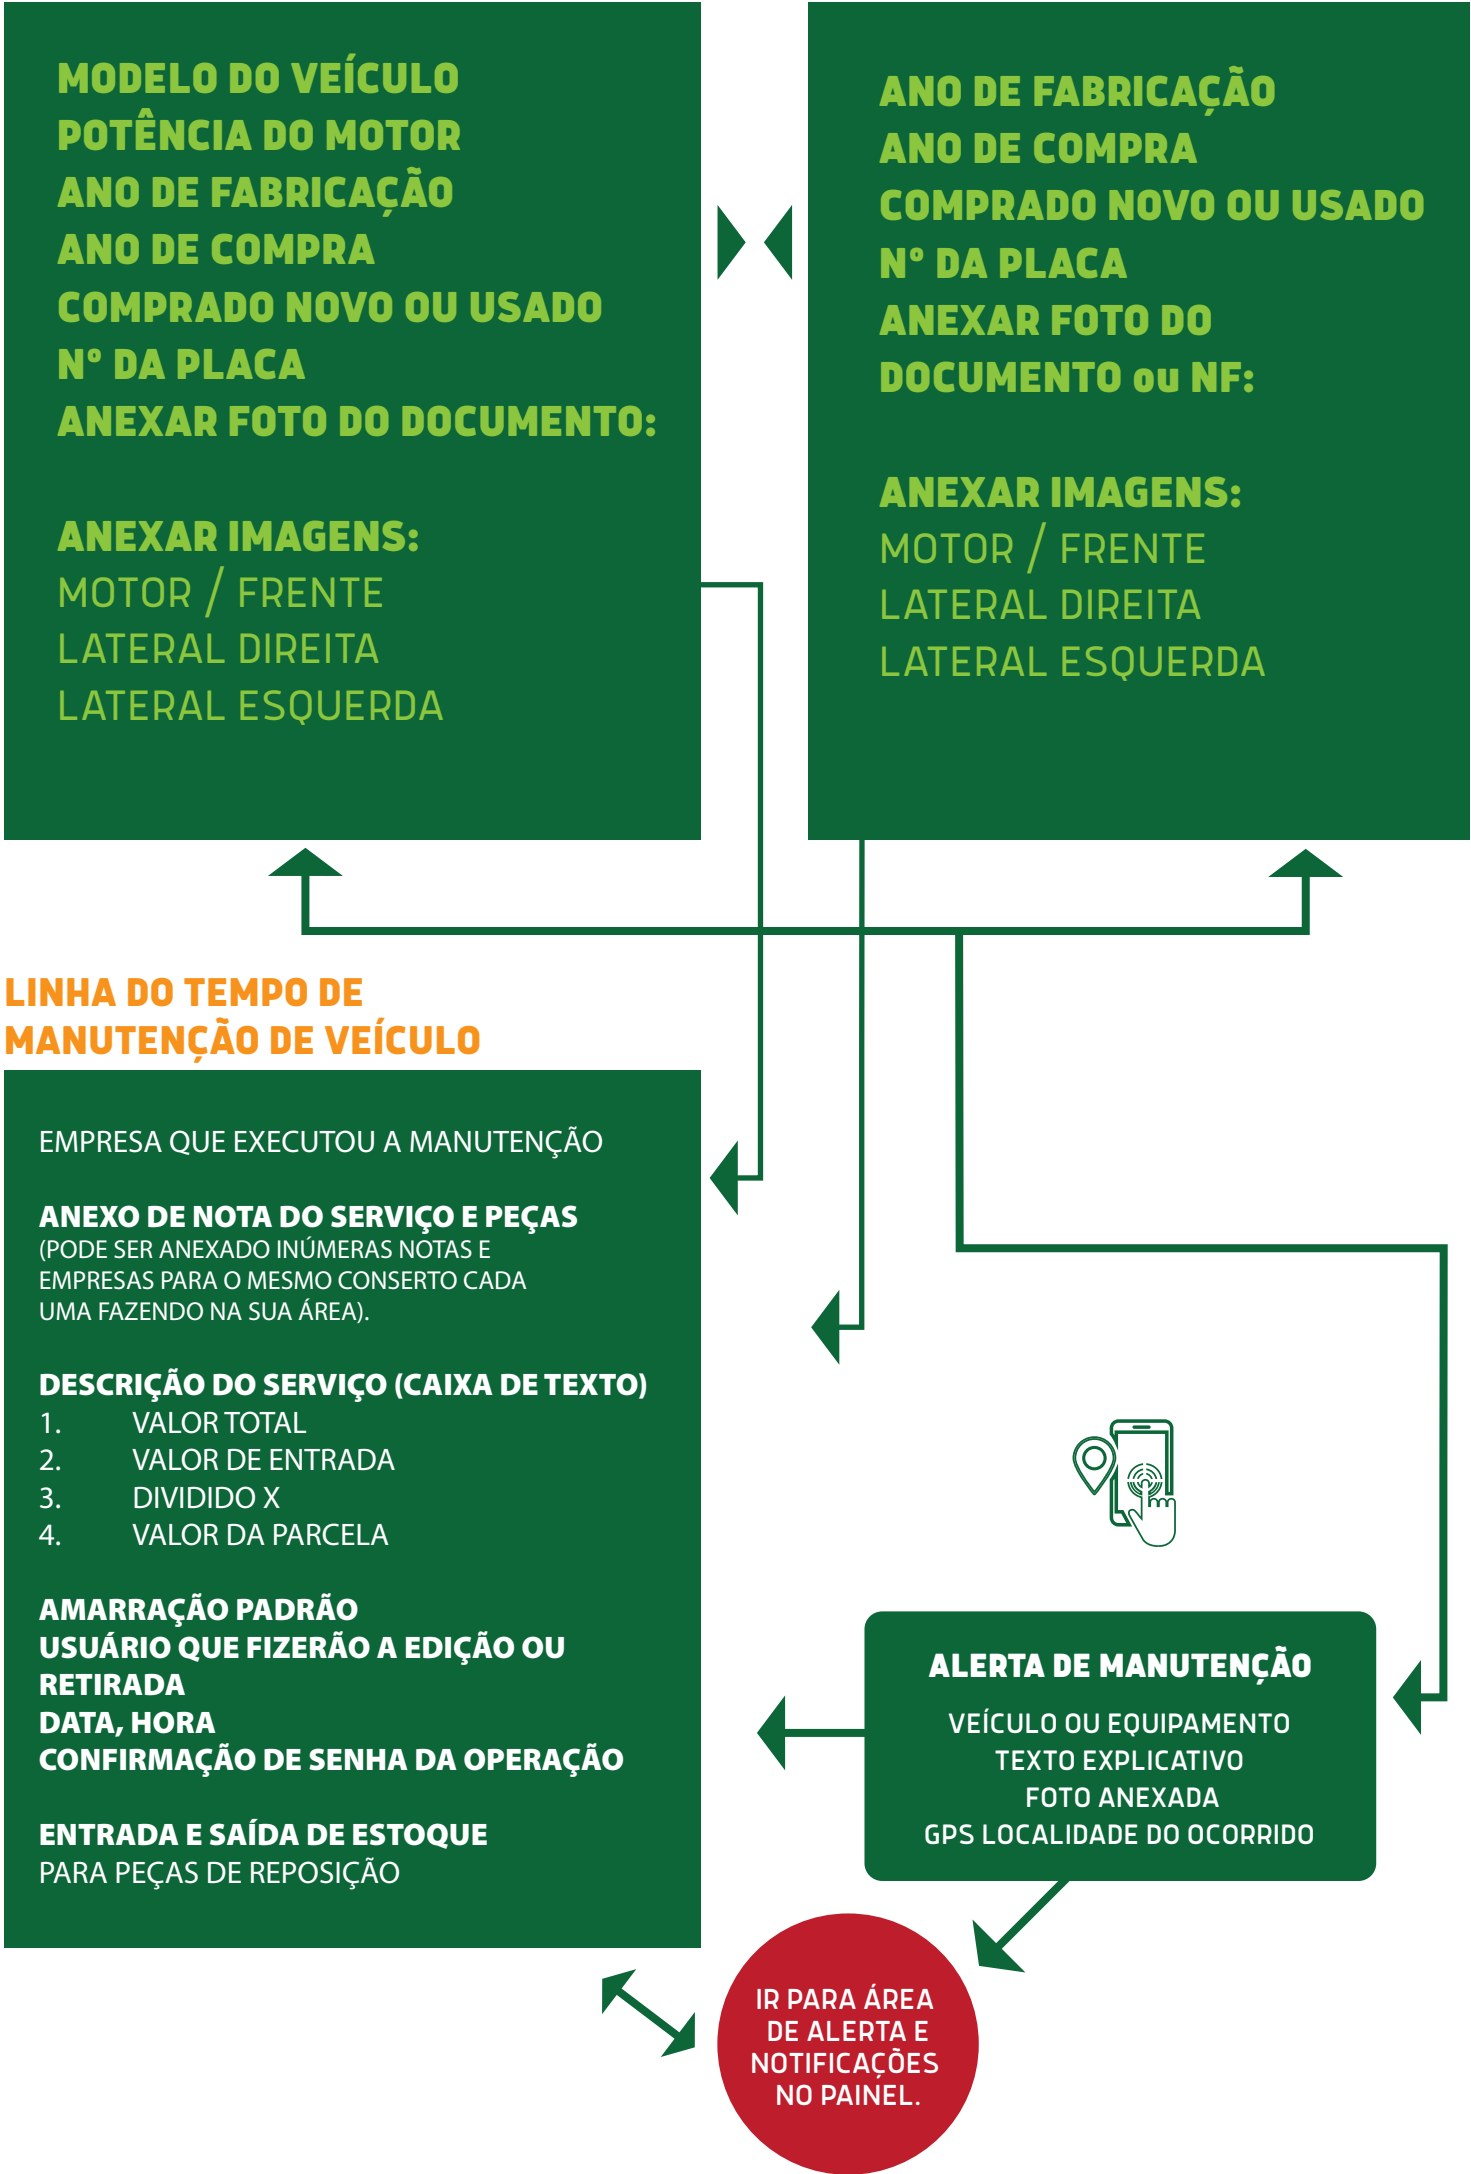 MODELO DO VEÍCULO
POTÊNCIA DO MOTOR
ANO DE FABRICAÇÃO
ANO DE COMPRA
COMPRADO NOVO OU USADO
Nº DA PLACA
ANEXAR FOTO DO DOCUMENTO:
ANEXAR IMAGENS:
MOTOR / FRENTE
LATERAL DIREITA
LATERAL ESQUERDA
ANO DE FABRICAÇÃO
ANO DE COMPRA
COMPRADO NOVO OU USADO
Nº DA PLACA
ANEXAR FOTO DO
DOCUMENTO ou NF:
ANEXAR IMAGENS:
MOTOR / FRENTE
LATERAL DIREITA
LATERAL ESQUERDA
LINHA DO TEMPO DE
MANUTENÇÃO DE VEÍCULO
EMPRESA QUE EXECUTOU A MANUTENÇÃO
ANEXO DE NOTA DO SERVIÇO E PEÇAS
(PODE SER ANEXADO INÚMERAS NOTAS E
EMPRESAS PARA O MESMO CONSERTO CADA
UMA FAZENDO NA SUA ÁREA).
DESCRIÇÃO DO SERVIÇO (CAIXA DE TEXTO)
1. VALOR TOTAL
2. VALOR DE ENTRADA
3. DIVIDIDO X
4. VALOR DA PARCELA
AMARRAÇÃO PADRÃO
USUÁRIO QUE FIZERÃO A EDIÇÃO OU
RETIRADA
DATA, HORA
CONFIRMAÇÃO DE SENHA DA OPERAÇÃO
ENTRADA E SAÍDA DE ESTOQUE
PARA PEÇAS DE REPOSIÇÃO
ALERTA DE MANUTENÇÃO
VEÍCULO OU EQUIPAMENTO
TEXTO EXPLICATIVO
FOTO ANEXADA
GPS LOCALIDADE DO OCORRIDO
IR PARA ÁREA
DE ALERTA E
NOTIFICAÇÕES
NO PAINEL.